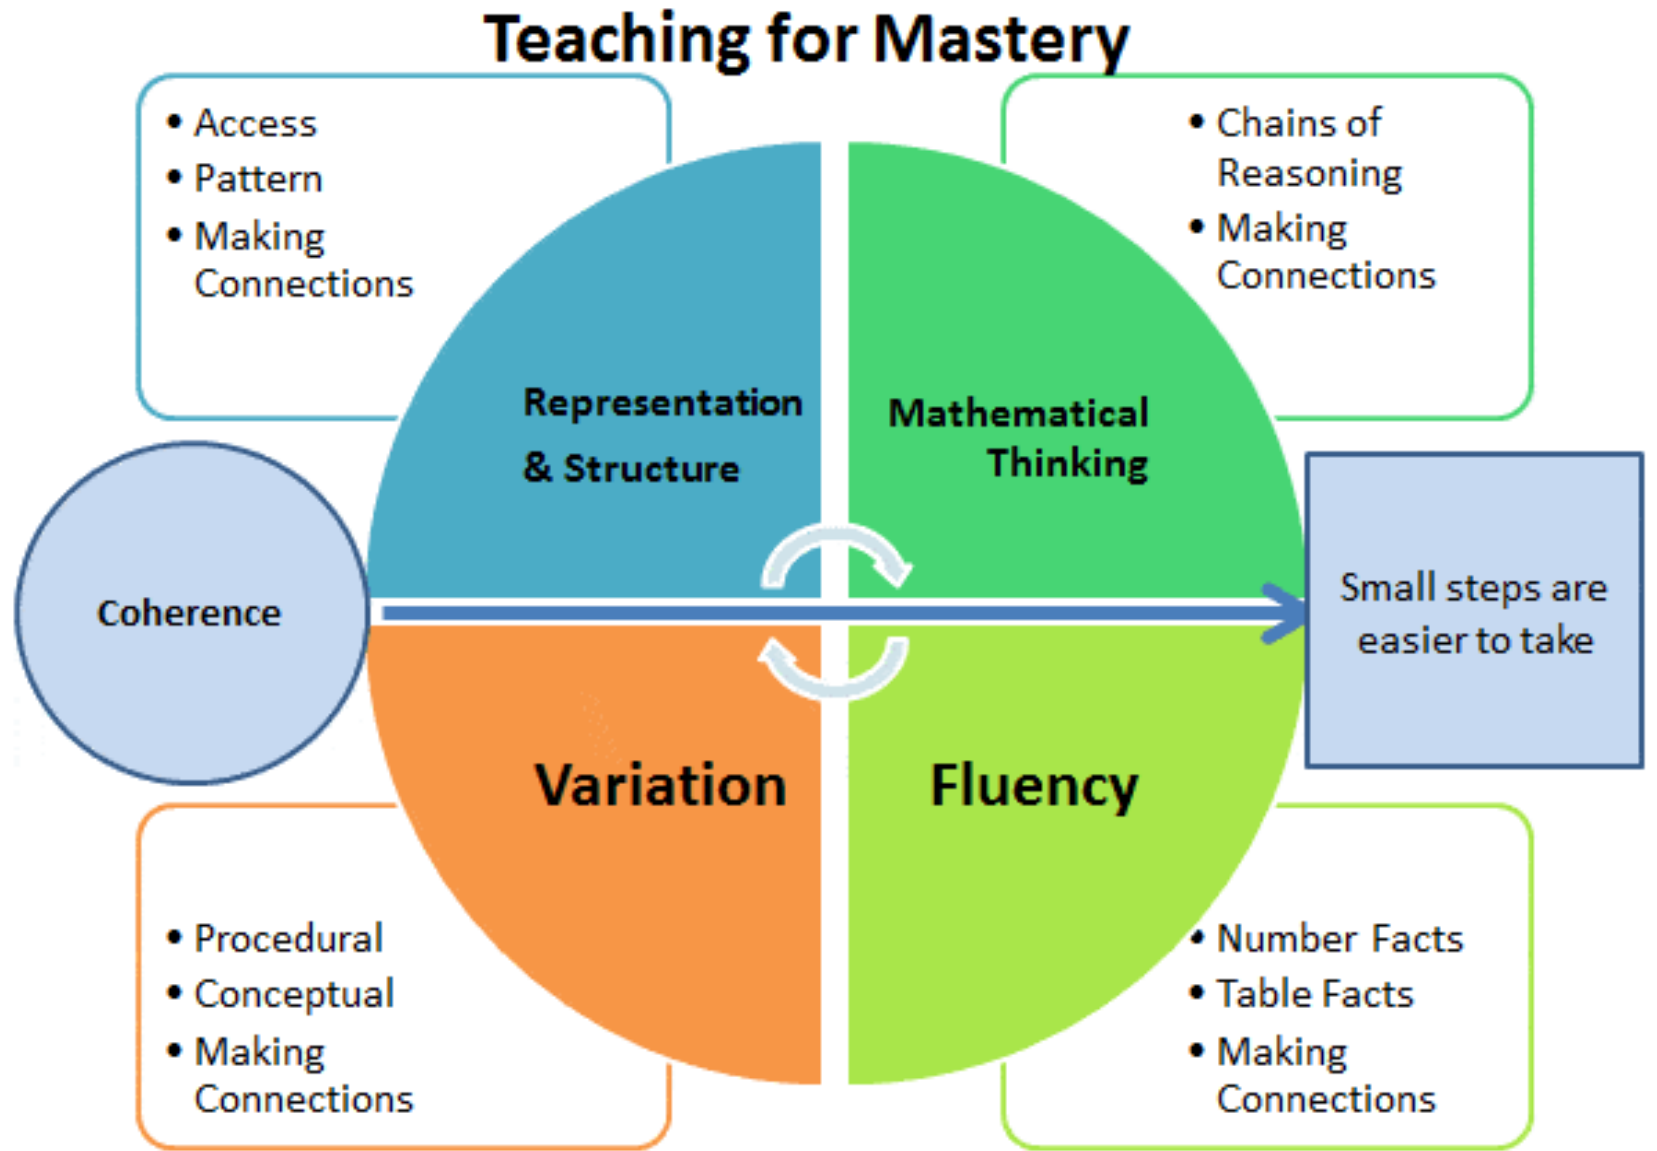 Teaching for Mastery
• Access
• Pattern
• Making
Connections
• Chains of
Reasoning
• Making
Connections
Representation
& Structure
Mathematical
Thinking
Coherence
Small steps are
easier to take
Variation
Fluency
• Procedural
• Conceptual
• Making
Connections
• Number Facts
• Table Facts
• Making
Connections